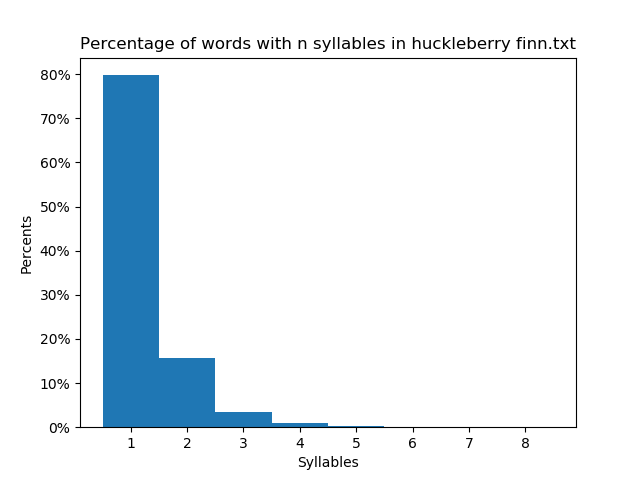 Percentage of words with n syllables in huckleberry finn.txt
80%
70%
60%
50%
40%
30%
20%
10%
0%
Percents
1 2 3 4 5 6 7 8
Syllables